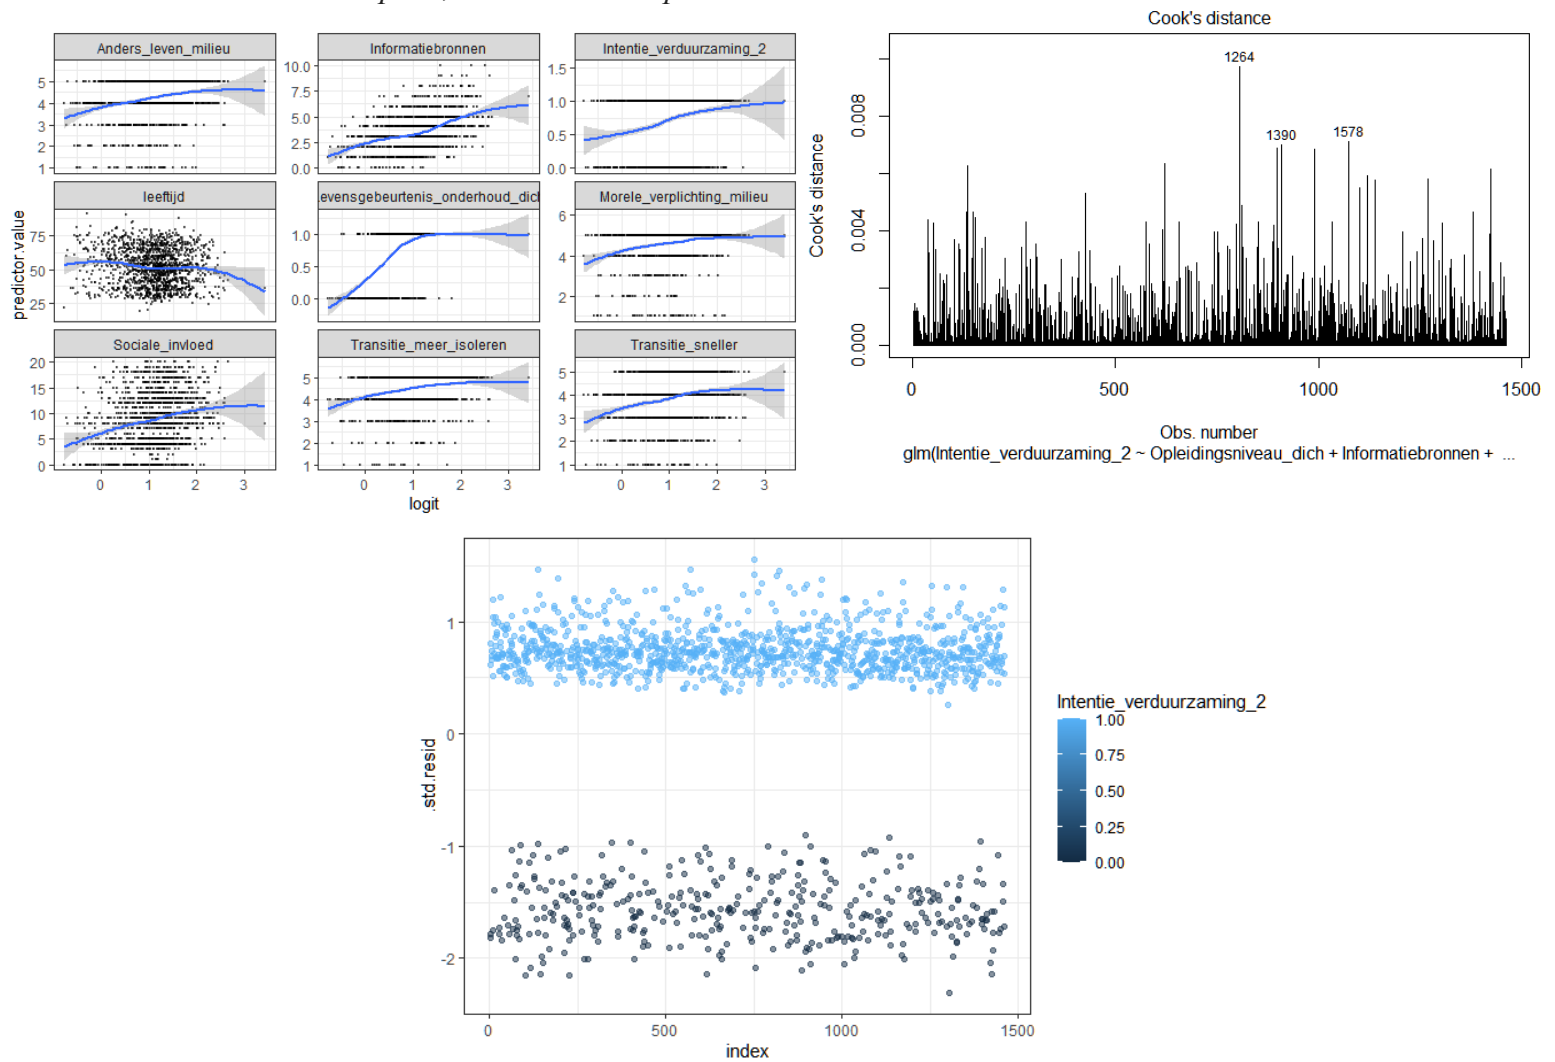 Cook's distance
Anders_leven_milieu
Informatiebronnen
Intentie_verduurzaming_2
5
4
3
2
1
10.0
7.5
5.0
2.5
0.0
1.5
1.0
0.5
0.0
leeftijd
evensgebeurtenis_onderhoud_dich
Morele_verplichting_milieu
predictor.value
75
50
25
1.0
0.5
0.0
6
4
2
Sociale_invloed
Transitie_meer_isoleren
Transitie_sneller
20
15
10
5
0
5
4
3
2
1
5
4
3
2
1
0 1 2 3
0 1 2 3
0 1 2 3
logit
1264
1390
1578
Cook's distance
0.008
0.004
0.000
0 500 1000 1500
Obs. number
glm(Intentie_verduurzaming_2 ~ Opleidingsniveau_dich + Informatiebronnen + ...
.std.resid
1
0
-1
-2
0 500 1000 1500
index
Intentie_verduurzaming_2
1.00
0.75
0.50
0.25
0.00